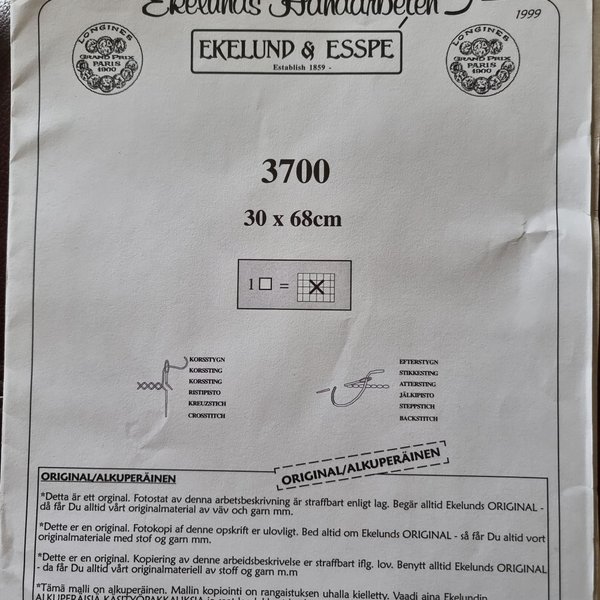 Ekelunds Handarbeten
1999
LONGINES
GRAND PRIX
PARIS
1900
EKELUND & ESSPE
Establish 1859 -
LONGINES
GRAND PRIX
PARIS
1900
3700
30 x 68cm
1 =
KORSSTYGN
KORSSTING
KORSSTING
RISTIPISTO
KREUZSTICH
CROSSTITCH
EFTERSTYGN
STIKKESTING
ATTERSTING
JÄLKIPISTO
STEPPSTICH
BACKSTITCH
ORIGINAL/ALKUPERÄINEN
ORIGINAL/ALKUPERÄINEN
*Detta är ett orginal. Fotostat av denna arbetsbeskrivning är straffbart enligt lag. Begär alltid Ekelunds ORIGINAL -
då får Du alltid vårt originalmaterial av väv och garn mm.
*Dette er en original. Fotokopi af denne opskrift er ulovligt. Bed altid om Ekelunds ORIGINAL - så får Du altid vort
originalmateriale med stof og garn m.m.
*Dette er en original. Kopiering av denne arbeidsbeskrivelse er straffbart iflg. lov. Benytt alltid Ekelunds ORIGINAL
- da får Du alltid vårt originalmateriell av stoff og garn m.m
*Tämä malli on alkuperäinen. Mallin kopiointi on rangaistuksen uhalla kielletty. Vaadi aina Ekelundin
ALKUPERÄISIÄ KÄSITYÖPAKKAUKSIA